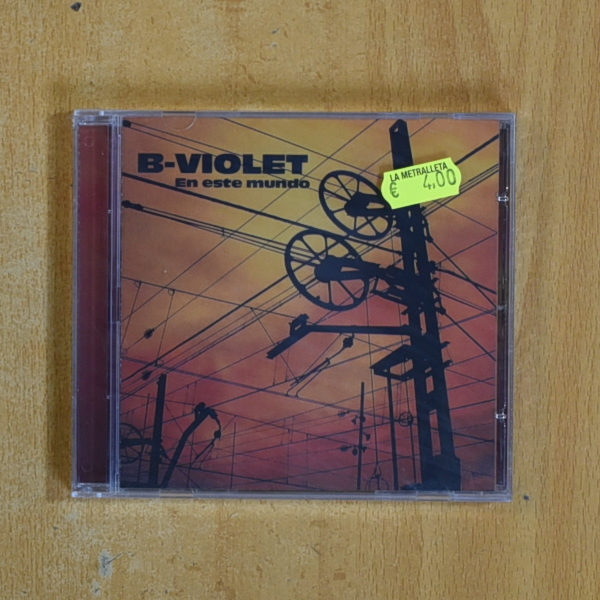 B-VIOLET
En este mundo
LA METRALLETA
€ 4,00